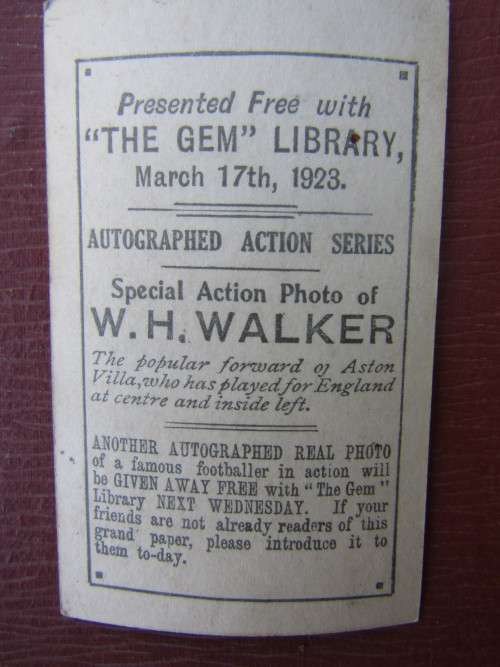 Presented Free with
"THE GEM" LIBRARY,
March 17th, 1923.
AUTOGRAPHED ACTION SERIES
Special Action Photo of
W. H. WALKER
The popular forward of Aston
Villa, who has played for England
at centre and inside left.
ANOTHER AUTOGRAPHED REAL PHOTO
of a famous footballer in action will
be GIVEN AWAY FREE with "The Gem"
Library NEXT WEDNESDAY. If your
friends are not already readers of this
grand paper, please introduce it to
them to-day.